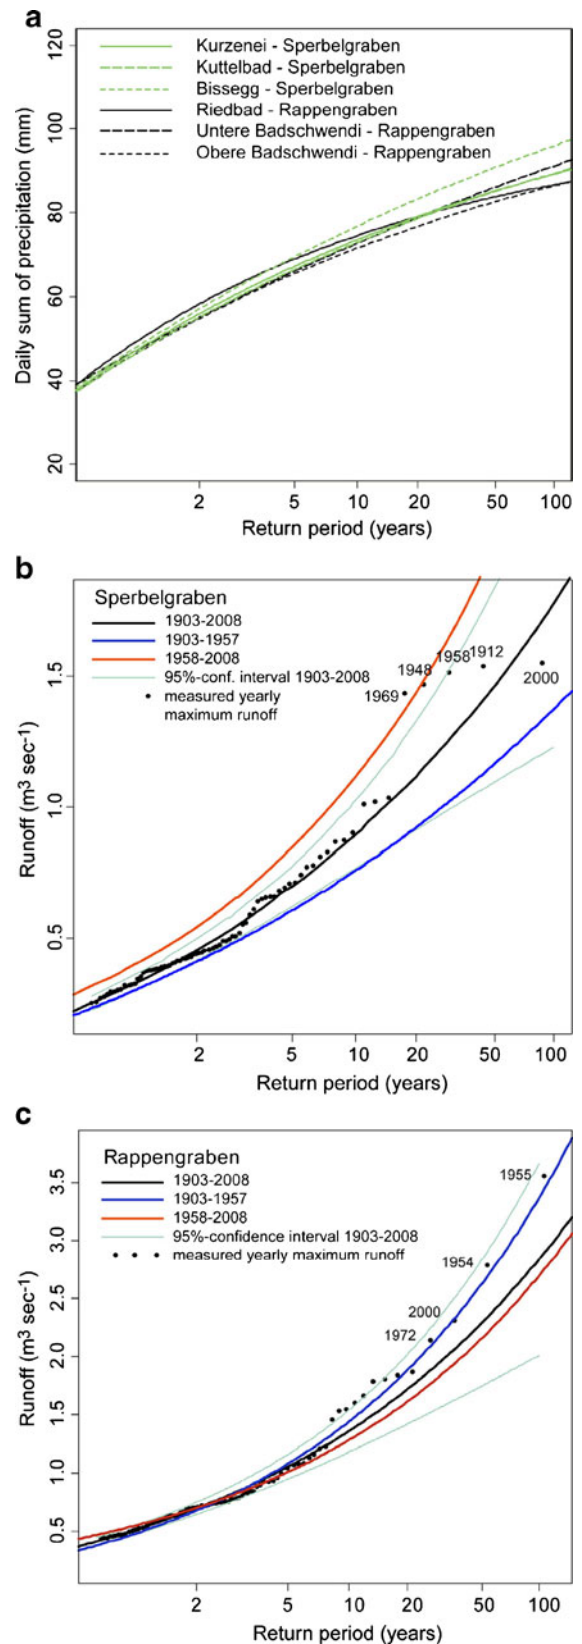 a
Daily sum of precipitation (mm)
120
100
80
60
40
20
Kurzenei - Sperbelgraben
Kuttelbad - Sperbelgraben
Bissegg - Sperbelgraben
Riedbad - Rappengraben
Untere Badschwendi - Rappengraben
Obere Badschwendi - Rappengraben
2 5 10 20 50 100
Return period (years)
b
Runoff (m³ sec⁻¹)
1.5
1.0
0.5
Sperbelgraben
1903-2008
1903-1957
1958-2008
95%-conf. interval 1903-2008
measured yearly
maximum runoff
1969
1948
1958
1912
2000
2 5 10 20 50 100
Return period (years)
c
Runoff (m³ sec⁻¹)
3.5
3.0
2.5
2.0
1.5
1.0
0.5
Rappengraben
1903-2008
1903-1957
1958-2008
95%-confidence interval 1903-2008
measured yearly maximum runoff
1955
1954
2000
1972
2 5 10 20 50 100
Return period (years)